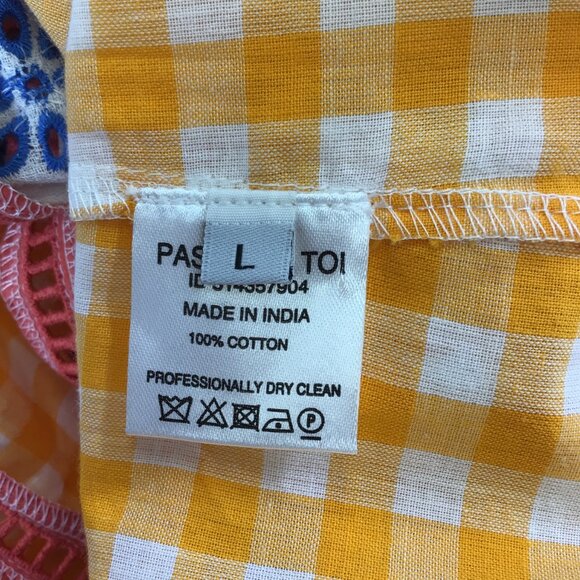 L
PAS TOI
ID 314357904
MADE IN INDIA
100% COTTON
PROFESSIONALLY DRY CLEAN
P